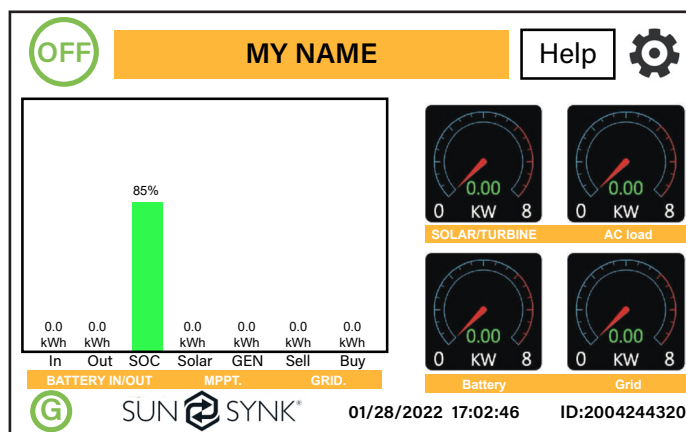 OFF MY NAME Help
85%
0.0 0.0 0.0 0.0 0.0 0.0
kWh kWh kWh kWh kWh kWh
In Out SOC Solar GEN Sell Buy
BATTERY IN/OUT MPPT. GRID.
0.00
0 KW 8
SOLAR/TURBINE
0.00
0 KW 8
AC load
0.00
0 KW 8
Battery
0.00
0 KW 8
Grid
G SUN SYNK® 01/28/2022 17:02:46 ID:2004244320